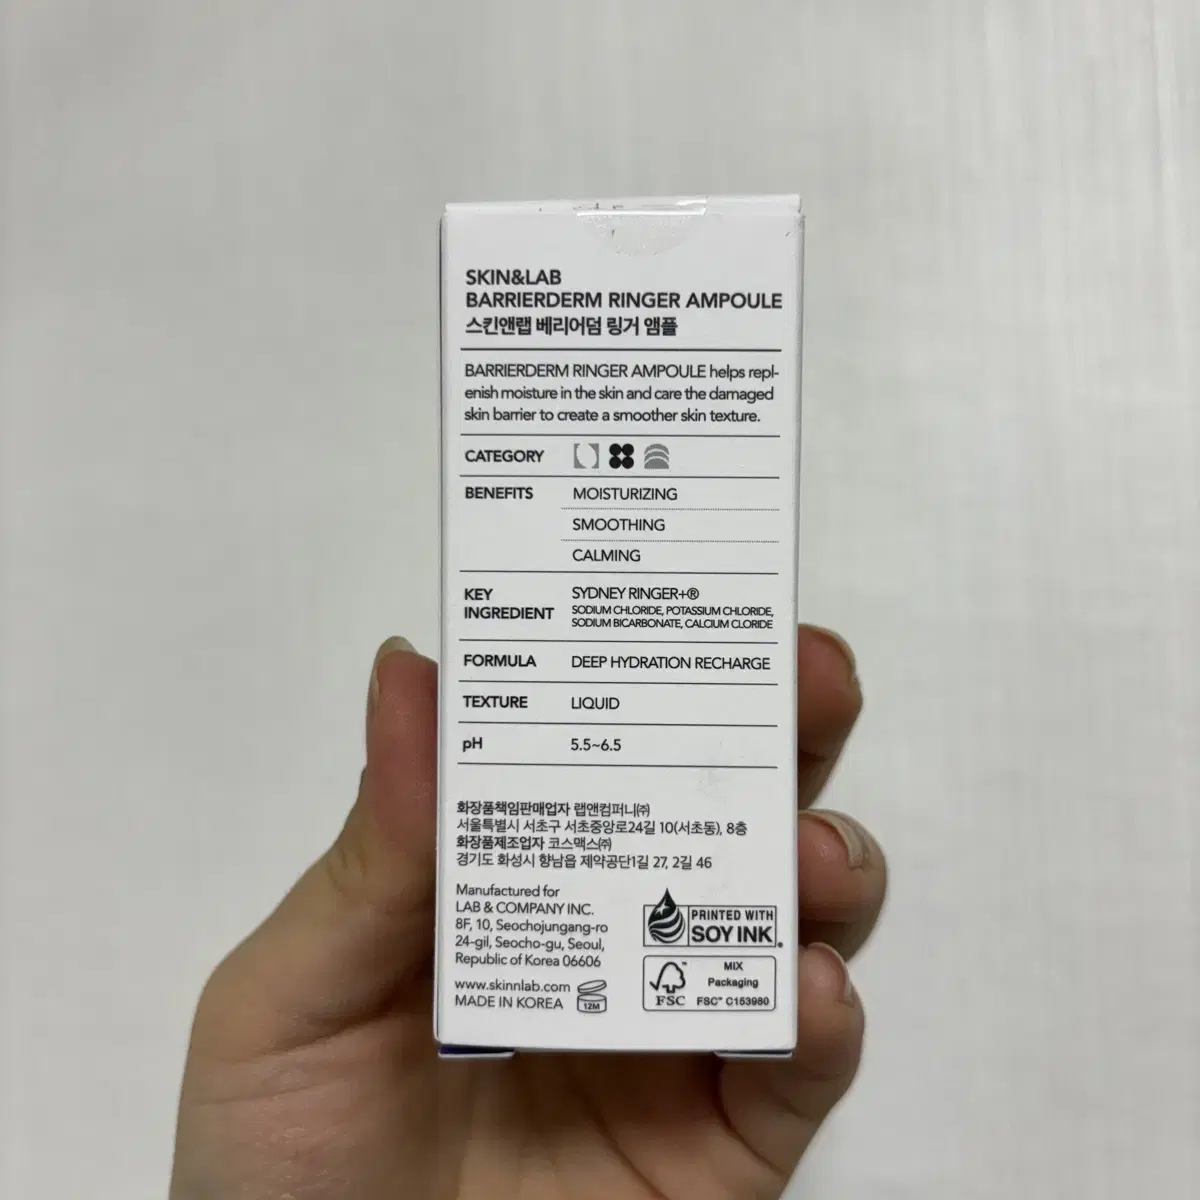 SKIN&LAB
BARRIERDERM RINGER AMPOULE
스킨앤랩 베리어덤 링거 앰플
BARRIERDERM RINGER AMPOULE helps repl-
enish moisture in the skin and care the damaged
skin barrier to create a smoother skin texture.
CATEGORY
BENEFITS MOISTURIZING
SMOOTHING
CALMING
KEY INGREDIENT SYDNEY RINGER+®
SODIUM CHLORIDE, POTASSIUM CHLORIDE,
SODIUM BICARBONATE, CALCIUM CLORIDE
FORMULA DEEP HYDRATION RECHARGE
TEXTURE LIQUID
pH 5.5~6.5
화장품책임판매업자 랩앤컴퍼니㈜
서울특별시 서초구 서초중앙로24길 10(서초동), 8층
화장품제조업자 코스맥스㈜
경기도 화성시 향남읍 제약공단1길 27, 2길 46
Manufactured for
LAB & COMPANY INC.
8F, 10, Seochojungang-ro
24-gil, Seocho-gu, Seoul,
Republic of Korea 06606
www.skinnlab.com
MADE IN KOREA 12M
PRINTED WITH
SOY INK
FSC™
MIX
Packaging
FSC™ C153980